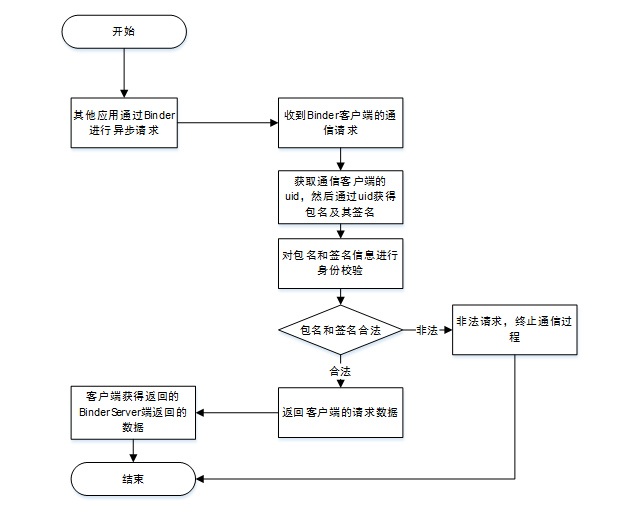 开始
其他应用通过Binder
进行异步请求
收到Binder客户端的通
信请求
获取通信客户端的
uid，然后通过uid获得
包名及其签名
对包名和签名信息进行
身份校验
包名和签名合法
非法
非法请求，终止通信过
程
合法
客户端获得返回的
BinderServer端返回的
数据
返回客户端的请求数据
结束